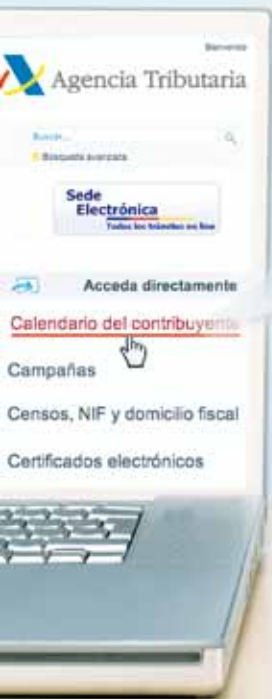 Bienvenido
Agencia Tributaria
Buscar...
Búsqueda avanzada
Sede
Electrónica
Todos los trámites on line
Acceda directamente
Calendario del contribuyente
Campañas
Censos, NIF y domicilio fiscal
Certificados electrónicos